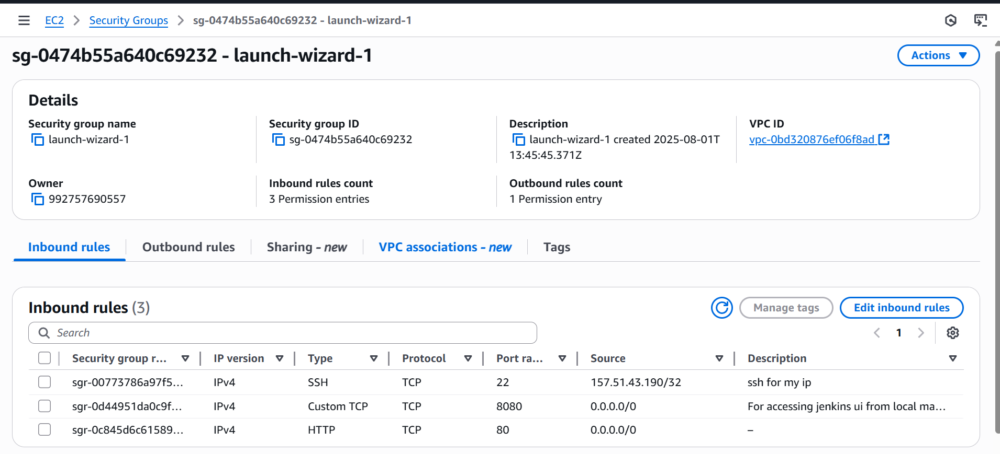 EC2 > Security Groups > sg-0474b55a640c69232 - launch-wizard-1
sg-0474b55a640c69232 - launch-wizard-1
Actions
Details
Security group name
launch-wizard-1
Security group ID
sg-0474b55a640c69232
Description
launch-wizard-1 created 2025-08-01T
13:45:45.371Z
VPC ID
vpc-0bd320876ef06f8ad
Owner
992757690557
Inbound rules count
3 Permission entries
Outbound rules count
1 Permission entry
Inbound rules Outbound rules Sharing - new VPC associations - new Tags
Inbound rules (3)
Manage tags
Edit inbound rules
Search
1
Security group r... IP version Type Protocol Port ra... Source Description
sgr-00773786a97f5... IPv4 SSH TCP 22 157.51.43.190/32 ssh for my ip
sgr-0d44951da0c9f... IPv4 Custom TCP TCP 8080 0.0.0.0/0 For accessing jenkins ui from local ma...
sgr-0c845d6c61589... IPv4 HTTP TCP 80 0.0.0.0/0 –